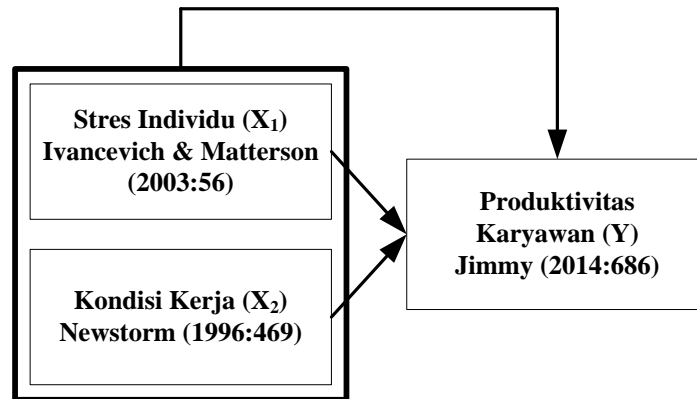 Stres Individu (X₁)
Ivancevich & Matterson
(2003:56)
Kondisi Kerja (X₂)
Newstorm (1996:469)
Produktivitas
Karyawan (Y)
Jimmy (2014:686)